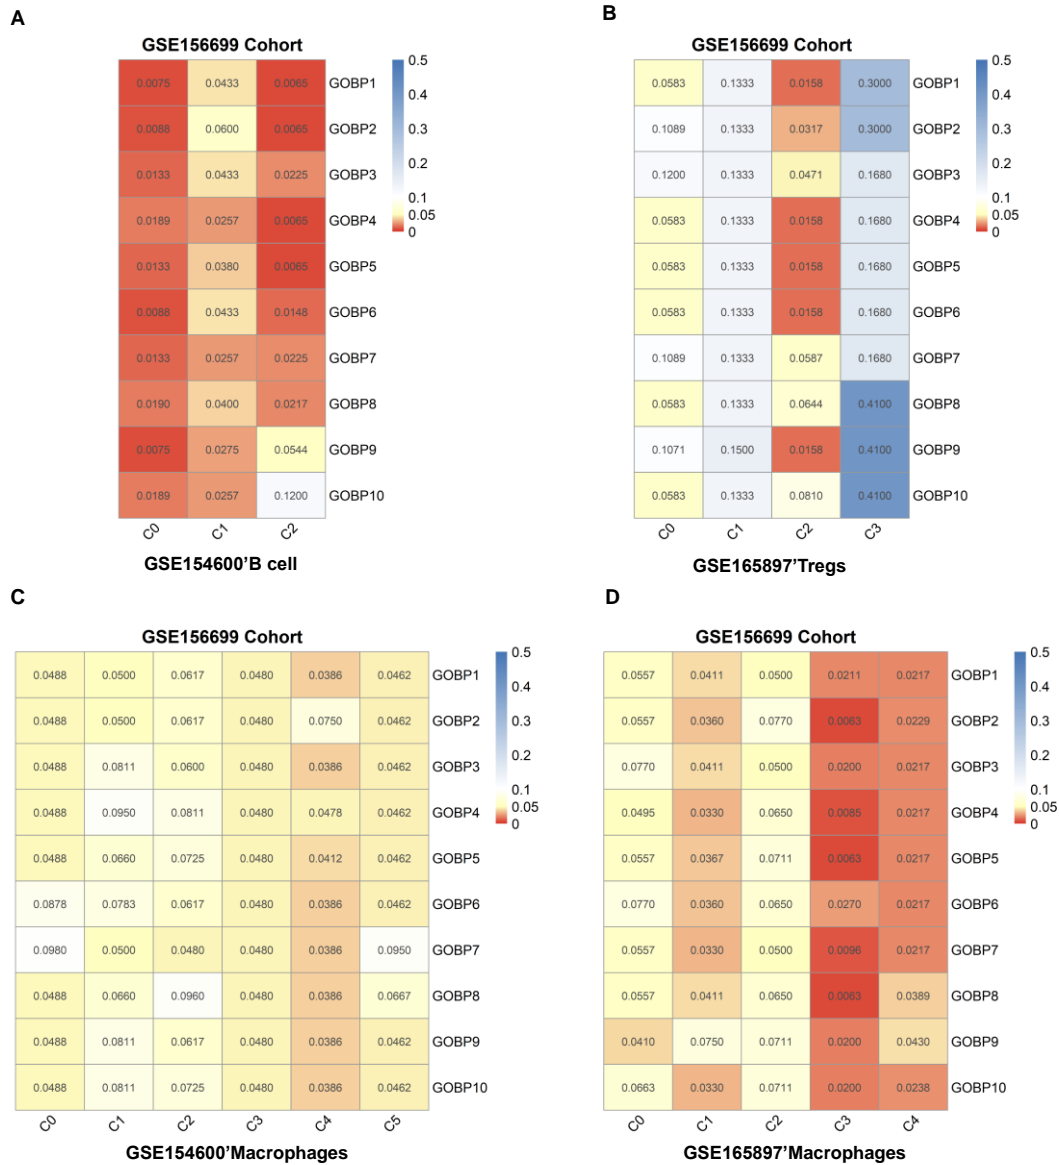 A
GSE156699 Cohort
0.0075 0.0433 0.0065 GOBP1
0.0088 0.0600 0.0065 GOBP2
0.0133 0.0433 0.0225 GOBP3
0.0189 0.0257 0.0065 GOBP4
0.0133 0.0380 0.0065 GOBP5
0.0088 0.0433 0.0148 GOBP6
0.0133 0.0257 0.0225 GOBP7
0.0190 0.0400 0.0217 GOBP8
0.0075 0.0275 0.0544 GOBP9
0.0189 0.0257 0.1200 GOBP10
C0 C1 C2
0.5
0.4
0.3
0.2
0.1
0.05
0
GSE154600'B cell
B
GSE156699 Cohort
0.0583 0.1333 0.0158 0.3000 GOBP1
0.1089 0.1333 0.0317 0.3000 GOBP2
0.1200 0.1333 0.0471 0.1680 GOBP3
0.0583 0.1333 0.0158 0.1680 GOBP4
0.0583 0.1333 0.0158 0.1680 GOBP5
0.0583 0.1333 0.0158 0.1680 GOBP6
0.1089 0.1333 0.0587 0.1680 GOBP7
0.0583 0.1333 0.0644 0.4100 GOBP8
0.1071 0.1500 0.0158 0.4100 GOBP9
0.0583 0.1333 0.0810 0.4100 GOBP10
C0 C1 C2 C3
0.5
0.4
0.3
0.2
0.1
0.05
0
GSE165897'Tregs
C
GSE156699 Cohort
0.0488 0.0500 0.0617 0.0480 0.0386 0.0462 GOBP1
0.0488 0.0500 0.0617 0.0480 0.0750 0.0462 GOBP2
0.0488 0.0811 0.0600 0.0480 0.0386 0.0462 GOBP3
0.0488 0.0950 0.0811 0.0480 0.0478 0.0462 GOBP4
0.0488 0.0660 0.0725 0.0480 0.0412 0.0462 GOBP5
0.0878 0.0783 0.0617 0.0480 0.0386 0.0462 GOBP6
0.0980 0.0500 0.0480 0.0480 0.0386 0.0950 GOBP7
0.0488 0.0660 0.0960 0.0480 0.0386 0.0667 GOBP8
0.0488 0.0811 0.0617 0.0480 0.0386 0.0462 GOBP9
0.0488 0.0811 0.0725 0.0480 0.0386 0.0462 GOBP10
C0 C1 C2 C3 C4 C5
0.5
0.4
0.3
0.2
0.1
0.05
0
GSE154600'Macrophages
D
GSE156699 Cohort
0.0557 0.0411 0.0500 0.0211 0.0217 GOBP1
0.0557 0.0360 0.0770 0.0063 0.0229 GOBP2
0.0770 0.0411 0.0500 0.0200 0.0217 GOBP3
0.0495 0.0330 0.0650 0.0085 0.0217 GOBP4
0.0557 0.0367 0.0711 0.0063 0.0217 GOBP5
0.0770 0.0360 0.0650 0.0270 0.0217 GOBP6
0.0557 0.0330 0.0500 0.0096 0.0217 GOBP7
0.0557 0.0411 0.0650 0.0063 0.0389 GOBP8
0.0410 0.0750 0.0711 0.0200 0.0430 GOBP9
0.0663 0.0330 0.0711 0.0200 0.0238 GOBP10
C0 C1 C2 C3 C4
0.5
0.4
0.3
0.2
0.1
0.05
0
GSE165897'Macrophages